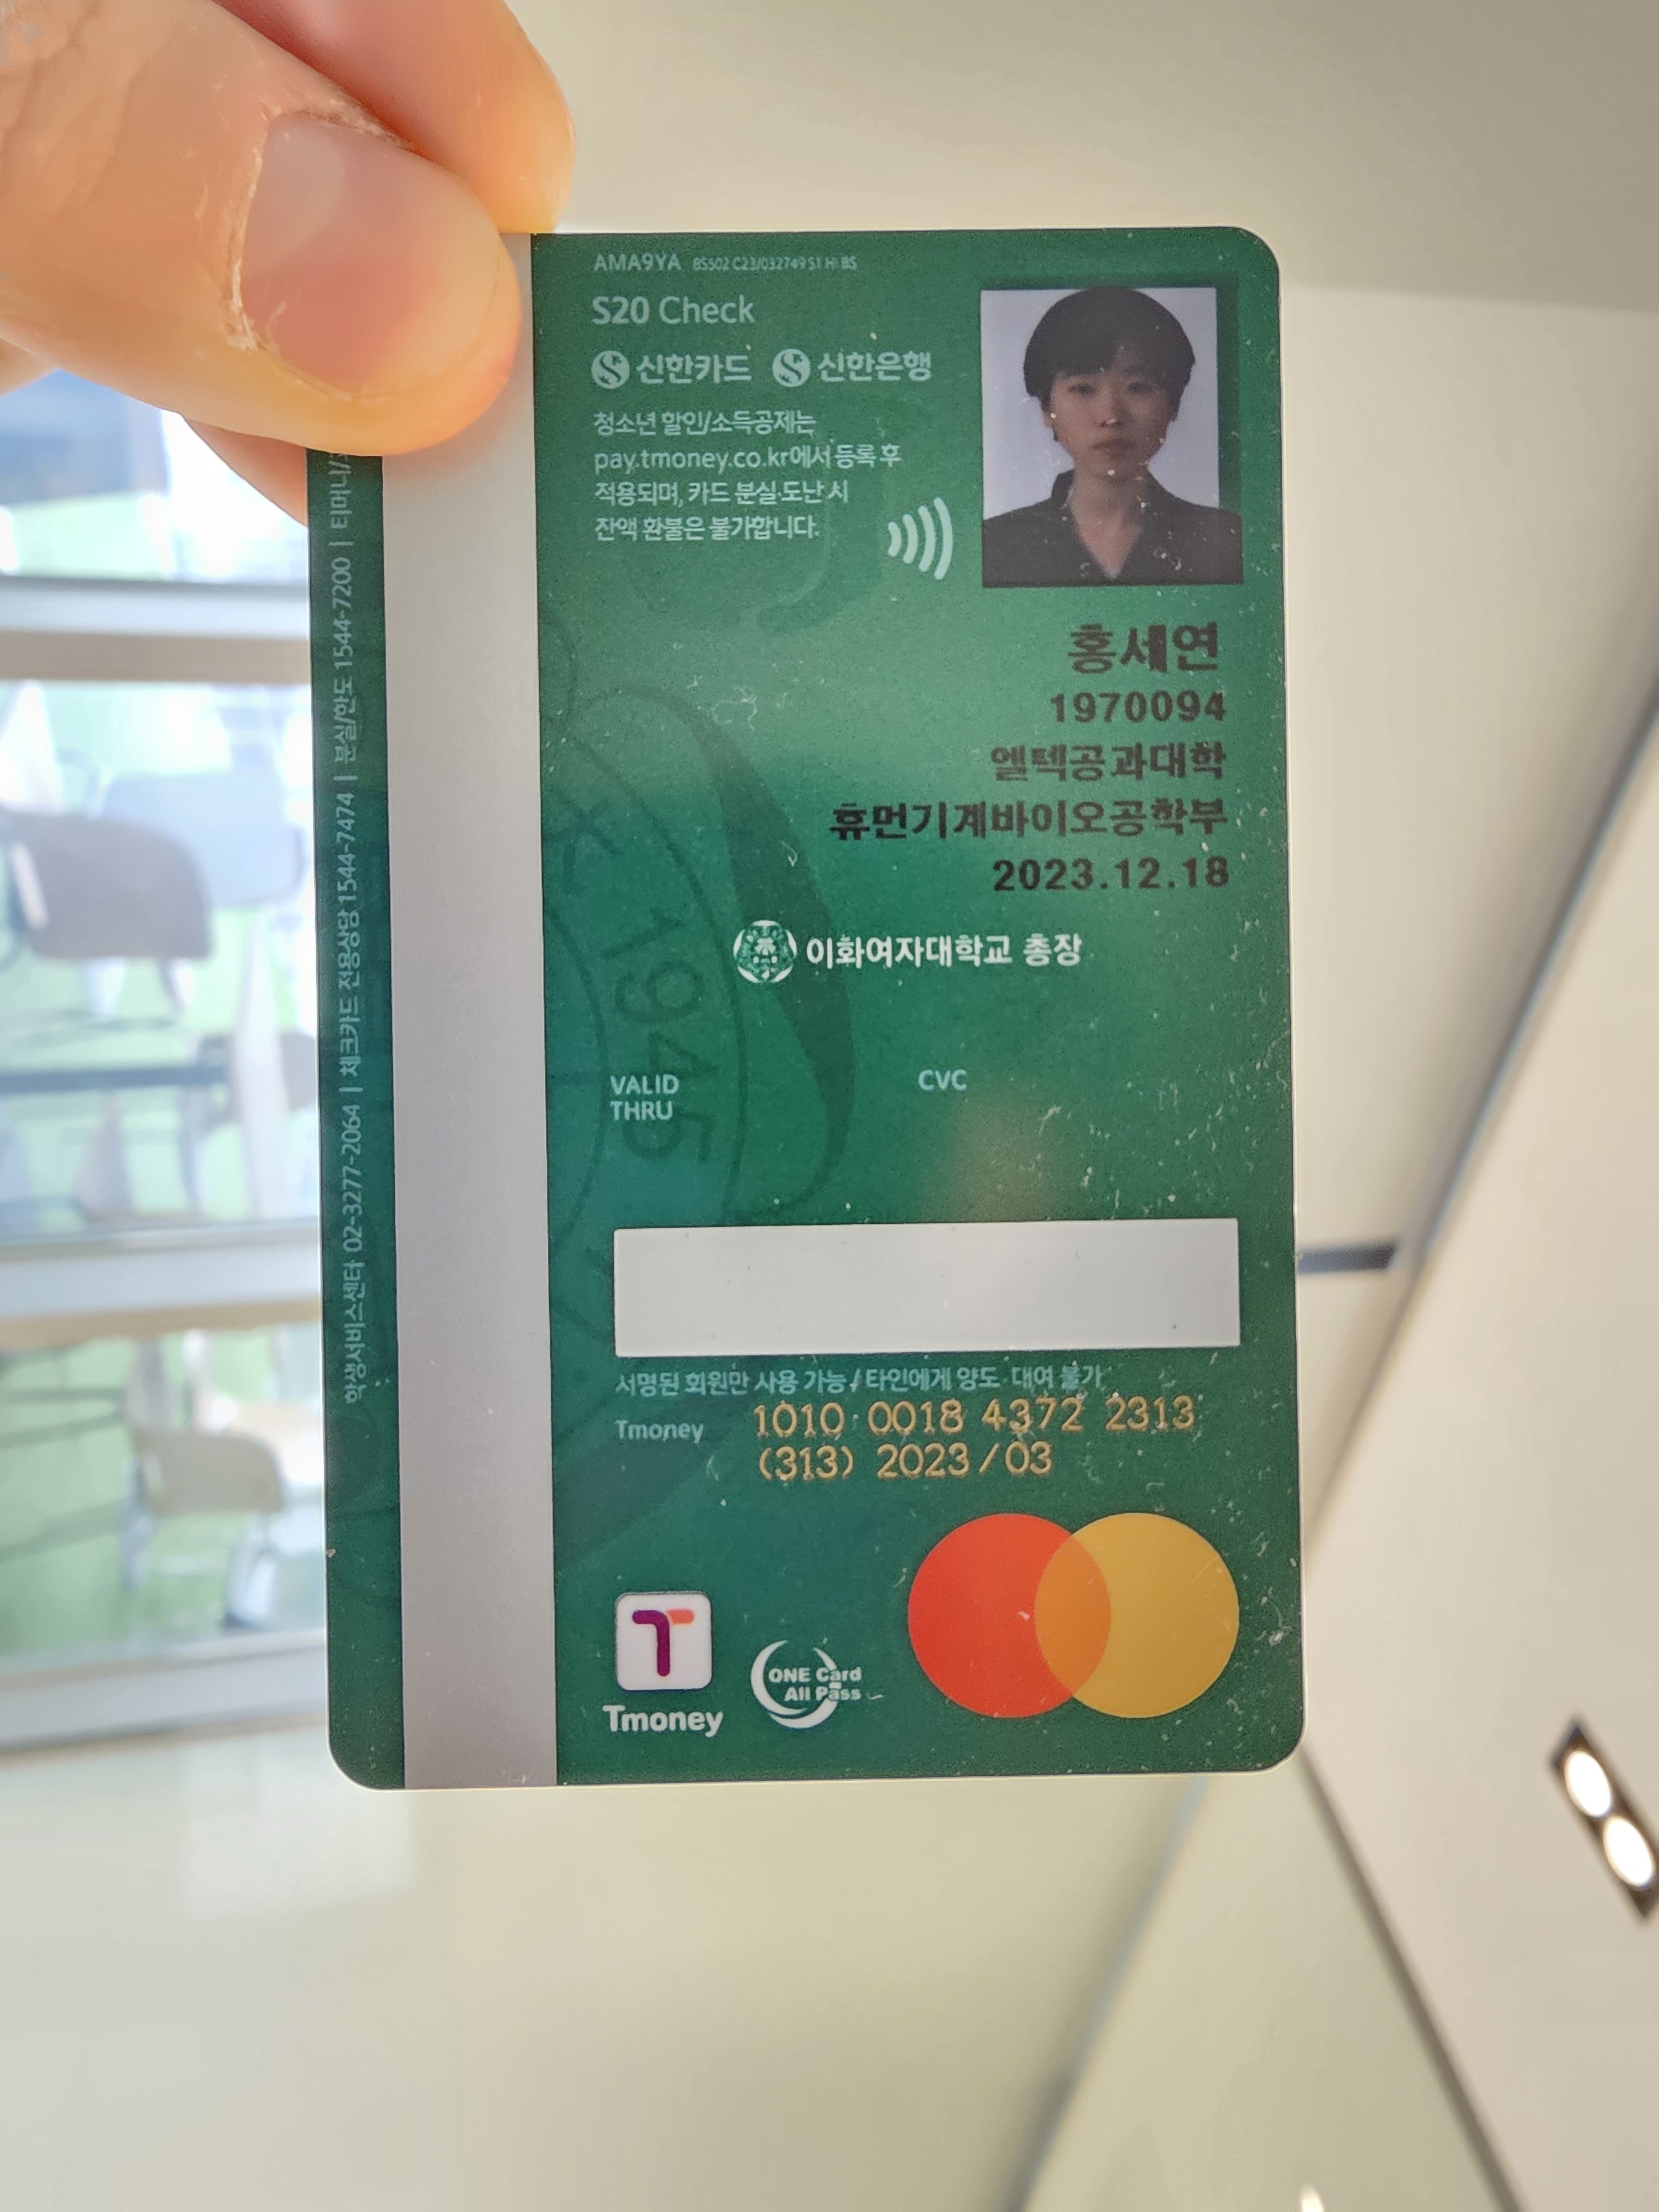 AMA9YA BS502 C23/032749 S1 Hi BS
S20 Check
신한카드 신한은행
청소년 할인/소득공제는
pay.tmoney.co.kr에서 등록 후
적용되며, 카드 분실·도난 시
잔액 환불은 불가합니다.
홍세연
1970094
엘텍공과대학
휴먼기계바이오공학부
2023.12.18
이화여자대학교 총장
1945
VALID
THRU
CVC
서명된 회원만 사용 가능 / 타인에게 양도·대여 불가
Tmoney 1010 0018 4372 2313
(313) 2023/03
Tmoney
ONE Card
All Pass
학생서비스센터 02-3277-2064 | 체크카드 전용상담 1544-7474 | 분실/한도 1544-7200 | 티머니/